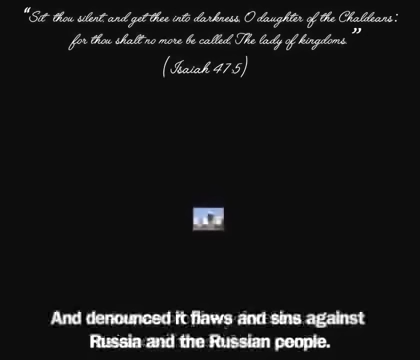 “Sit thou silent, and get thee into darkness, O daughter of the Chaldeans:
for thou shalt no more be called, The lady of kingdoms.”
(Isaiah 47:5)
And denounced it flaws and sins against
Russia and the Russian people.